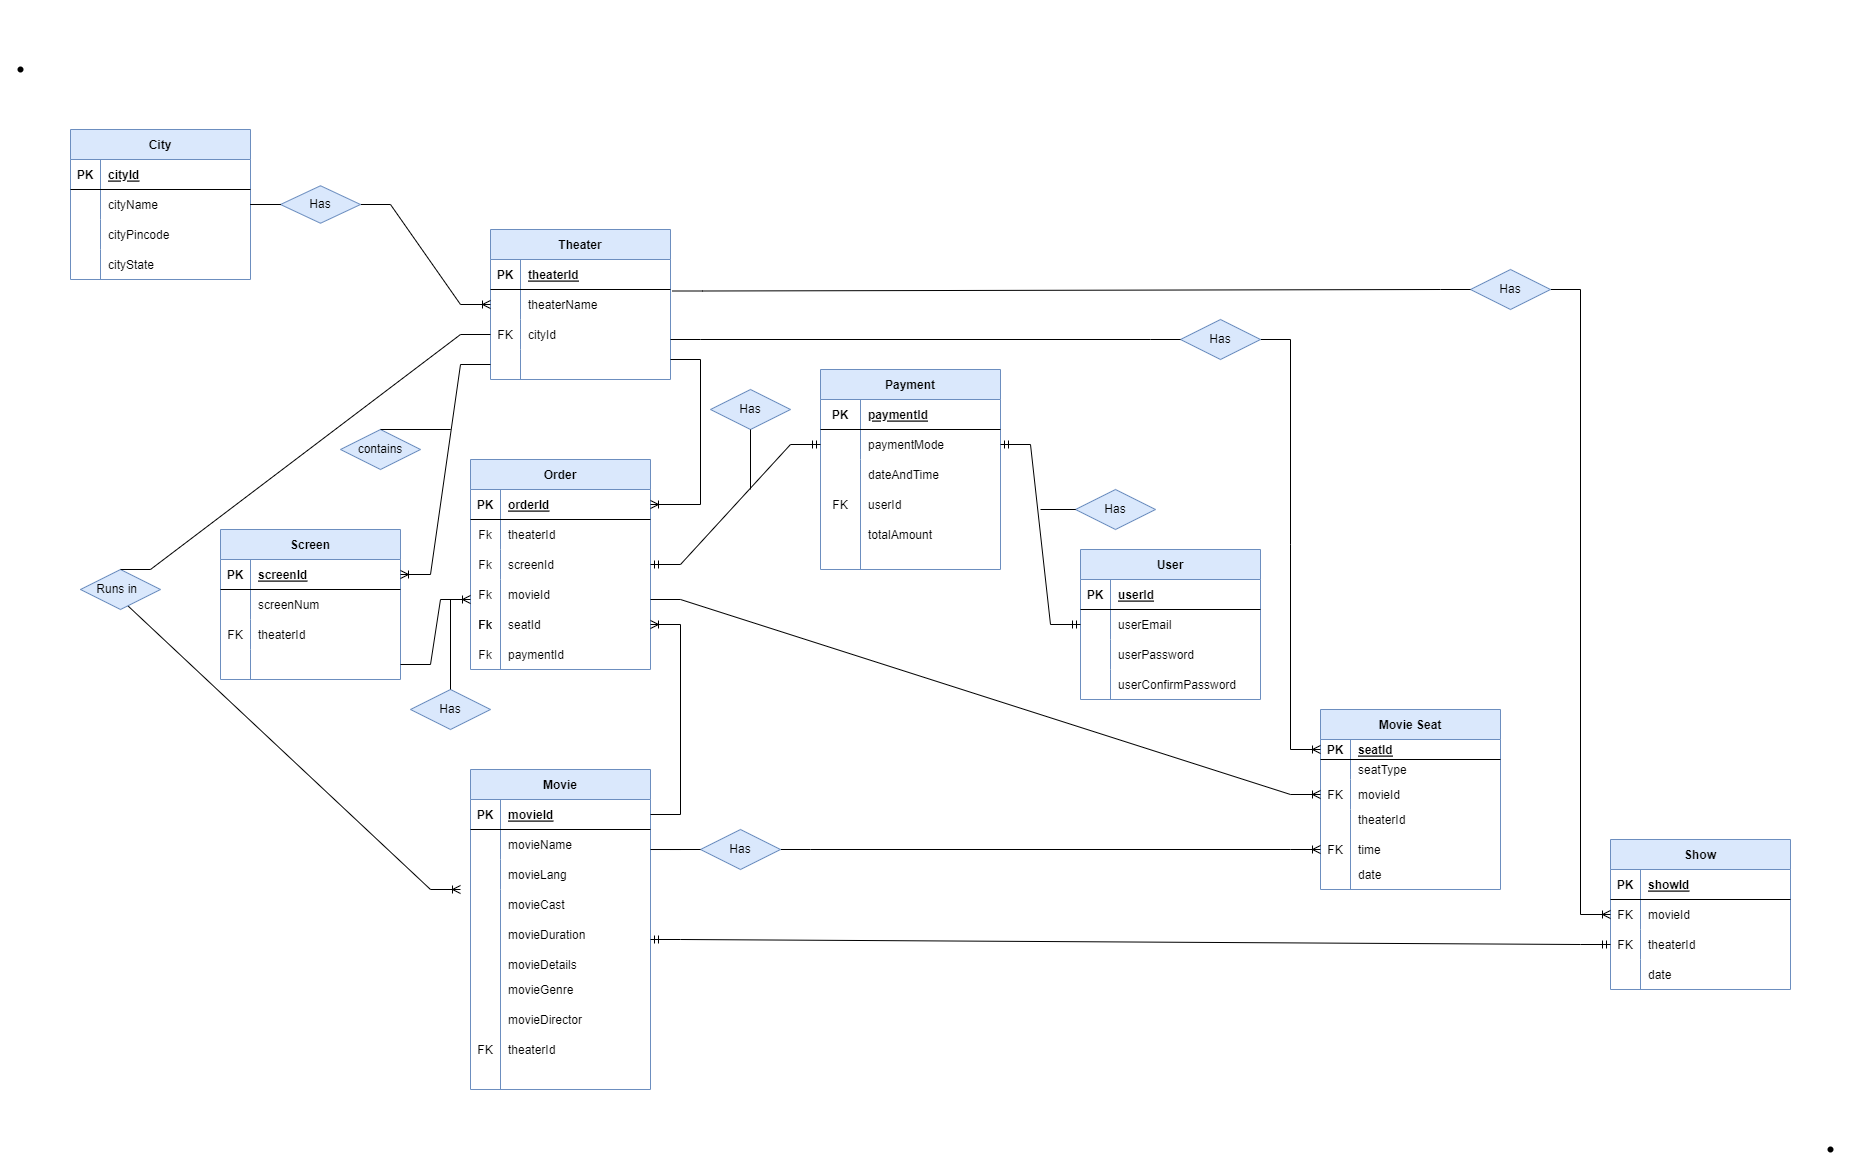 City
PK cityId
cityName
cityPincode
cityState
Has
Theater
PK theaterId
theaterName
FK cityId
Has
Has
contains
Has
Payment
PK paymentId
paymentMode
dateAndTime
FK userId
totalAmount
Order
PK orderId
Fk theaterId
Fk screenId
Fk movieId
Fk seatId
Fk paymentId
Has
Screen
PK screenId
screenNum
FK theaterId
Runs in
User
PK userId
userEmail
userPassword
userConfirmPassword
Has
Movie Seat
PK seatId
seatType
FK movieId
theaterId
FK time
date
Movie
PK movieId
movieName
movieLang
movieCast
movieDuration
movieDetails
movieGenre
movieDirector
FK theaterId
Has
Show
PK showId
FK movieId
FK theaterId
date